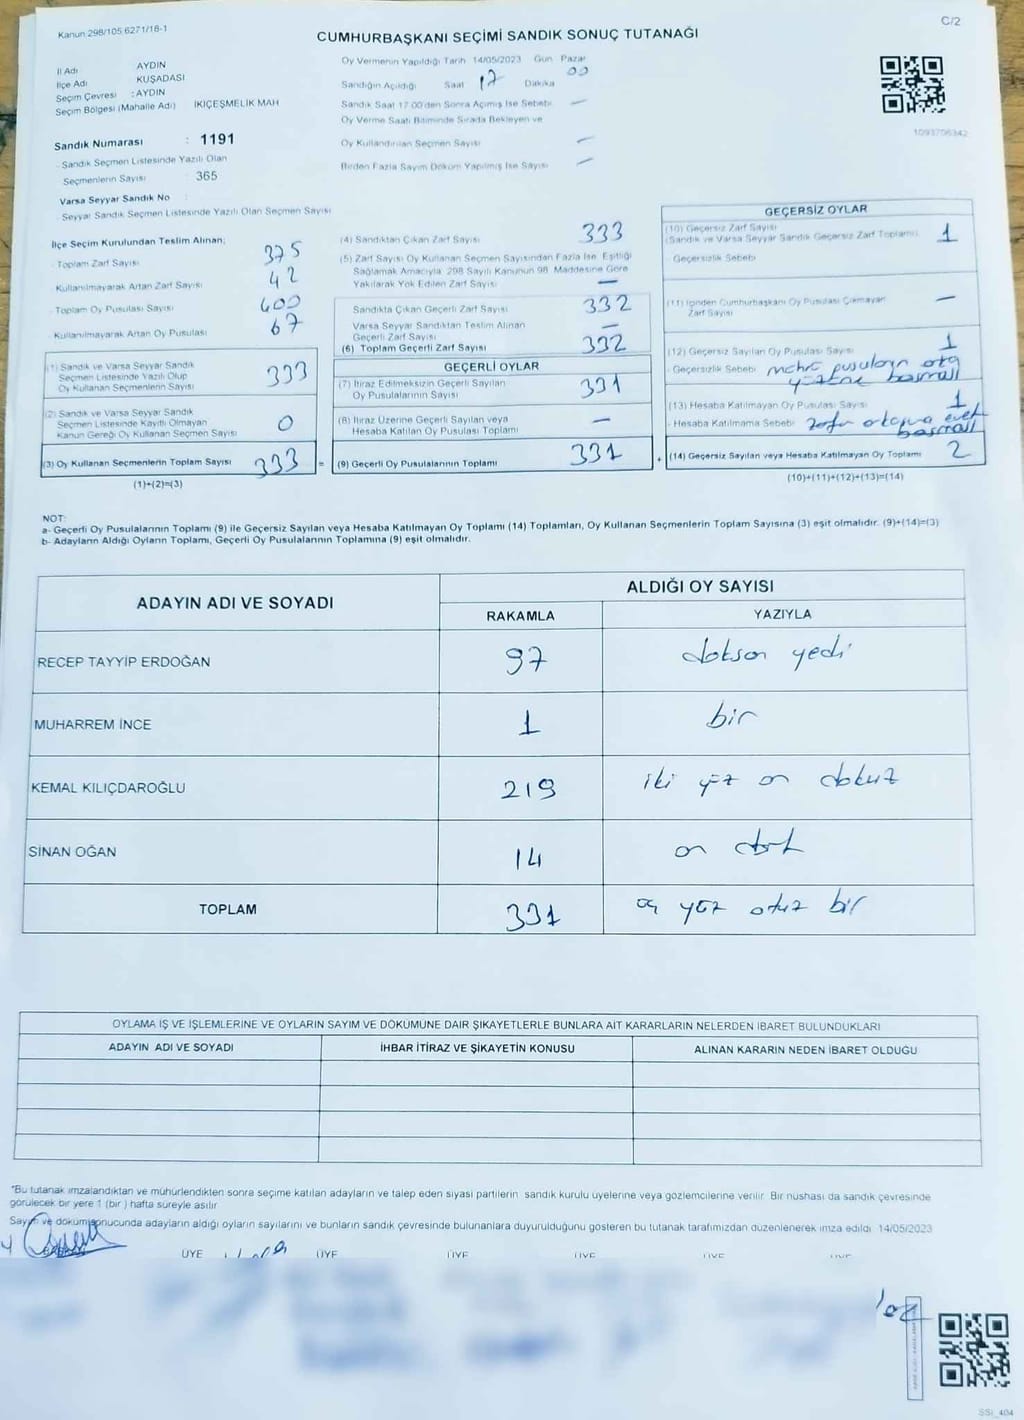 Kanun 298/105,6271/18-1
C/2
CUMHURBAŞKANI SEÇİMİ SANDIK SONUÇ TUTANAĞI
İl Adı AYDIN
İlçe Adı KUŞADASI
Seçim Çevresi : AYDIN
Seçim Bölgesi (Mahalle Adı) İKİÇEŞMELİK MAH
Sandık Numarası : 1191
Sandık Seçmen Listesinde Yazılı Olan
Seçmenlerin Sayısı 365
Varsa Seyyar Sandık No
Seyyar Sandık Seçmen Listesinde Yazılı Olan Seçmen Sayısı
Oy Vermenin Yapıldığı Tarih 14/05/2023 Gün Pazar
Sandığın Açıldığı Saat 17 Dakika 00
Sandık Saat 17 00'den Sonra Açılmış İse Sebebi —
Oy Verme Saati Bitiminde Sırada Bekleyen ve
Oy Kullandırılan Seçmen Sayısı —
Birden Fazla Sayım Döküm Yapılmış İse Sayısı —
1093706342
İlçe Seçim Kurulundan Teslim Alınan;
Toplam Zarf Sayısı 375
Kullanılmayarak Artan Zarf Sayısı 42
Toplam Oy Pusulası Sayısı 400
Kullanılmayarak Artan Oy Pusulası 67
(1) Sandık ve Varsa Seyyar Sandık
Seçmen Listesinde Yazılı Olup
Oy Kullanan Seçmenlerin Sayısı 333
(2) Sandık ve Varsa Seyyar Sandık
Seçmen Listesinde Kayıtlı Olmayan
Kanun Gereği Oy Kullanan Seçmen Sayısı 0
(3) Oy Kullanan Seçmenlerin Toplam Sayısı 333 =
(1)+(2)=(3)
(4) Sandıktan Çıkan Zarf Sayısı 333
(5) Zarf Sayısı Oy Kullanan Seçmen Sayısından Fazla İse, Eşitliği
Sağlamak Amacıyla 298 Sayılı Kanunun 98. Maddesine Göre
Yakılarak Yok Edilen Zarf Sayısı —
Sandıkta Çıkan Geçerli Zarf Sayısı 332
Varsa Seyyar Sandıktan Teslim Alınan
Geçerli Zarf Sayısı —
(6) Toplam Geçerli Zarf Sayısı 332
GEÇERLİ OYLAR
(7) İtiraz Edilmeksizin Geçerli Sayılan
Oy Pusulalarının Sayısı 331
(8) İtiraz Üzerine Geçerli Sayılan veya
Hesaba Katılan Oy Pusulası Toplamı —
(9) Geçerli Oy Pusulalarının Toplamı 331 +
GEÇERSİZ OYLAR
(10) Geçersiz Zarf Sayısı
(Sandık ve Varsa Seyyar Sandık Geçersiz Zarf Toplamı) 1
Geçersizlik Sebebi
(11) İçinden Cumhurbaşkanı Oy Pusulası Çıkmayan
Zarf Sayısı —
(12) Geçersiz Sayılan Oy Pusulası Sayısı 1
Geçersizlik Sebebi pusulanın
(13) Hesaba Katılmayan Oy Pusulası Sayısı 1
Hesaba Katılmama Sebebi evet
(14) Geçersiz Sayılan veya Hesaba Katılmayan Oy Toplamı 2
(10)+(11)+(12)+(13)=(14)
NOT:
a- Geçerli Oy Pusulalarının Toplamı (9) ile Geçersiz Sayılan veya Hesaba Katılmayan Oy Toplamı (14) Toplamları, Oy Kullanan Seçmenlerin Toplam Sayısına (3) eşit olmalıdır. (9)+(14)=(3)
b- Adayların Aldığı Oyların Toplamı, Geçerli Oy Pusulalarının Toplamına (9) eşit olmalıdır.
ADAYIN ADI VE SOYADI ALDIĞI OY SAYISI
RAKAMLA YAZIYLA
RECEP TAYYİP ERDOĞAN 97 doksan yedi
MUHARREM İNCE 1 bir
KEMAL KILIÇDAROĞLU 219 iki yüz on dokuz
SİNAN OĞAN 14 on dört
TOPLAM 331 üç yüz otuz bir
OYLAMA İŞ VE İŞLEMLERİNE VE OYLARIN SAYIM VE DÖKÜMÜNE DAİR ŞİKAYETLERLE BUNLARA AİT KARARLARIN NELERDEN İBARET BULUNDUKLARI
ADAYIN ADI VE SOYADI İHBAR İTİRAZ VE ŞİKAYETİN KONUSU ALINAN KARARIN NEDEN İBARET OLDUĞU
"Bu tutanak imzalandıktan ve mühürlendikten sonra seçime katılan adayların ve talep eden siyasi partilerin sandık kurulu üyelerine veya gözlemcilerine verilir. Bir nüshası da sandık çevresinde
görülecek bir yere 1 (bir) hafta süreyle asılır
Sayım ve döküm sonucunda adayların aldığı oyların sayılarını ve bunların sandık çevresinde bulunanlara duyurulduğunu gösteren bu tutanak tarafımızdan düzenlenerek imza edildi. 14/05/2023
ÜYE ÜYE ÜYE ÜYE ÜYE ÜYE
SSİ_404